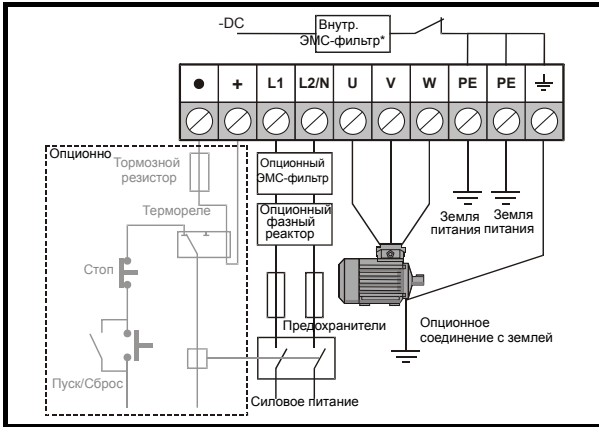 -DC
Внутр.
ЭМС-фильтр*
● + L1 L2/N U V W PE PE
Опционно
Тормозной
резистор
Термореле
Стоп
Пуск/Сброс
Опционный
ЭМС-фильтр
Опционный
фазный
реактор
Предохранители
Силовое питание
Земля
питания
Земля
питания
Опционное
соединение с землей